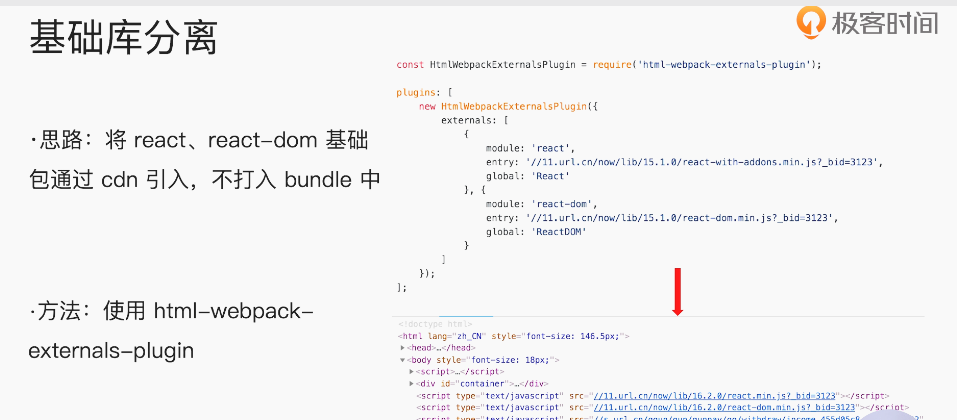 基础库分离
极客时间
·思路：将 react、react-dom 基础
包通过 cdn 引入，不打入 bundle 中
·方法：使用 html-webpack-
externals-plugin
const HtmlWebpackExternalsPlugin = require('html-webpack-externals-plugin');
plugins: [
new HtmlWebpackExternalsPlugin({
externals: [
{
module: 'react',
entry: '//11.url.cn/now/lib/15.1.0/react-with-addons.min.js?_bid=3123',
global: 'React'
}, {
module: 'react-dom',
entry: '//11.url.cn/now/lib/15.1.0/react-dom.min.js?_bid=3123',
global: 'ReactDOM'
}
]
});
];
<!doctype html>
<html lang="zh_CN" style="font-size: 146.5px;">
▶<head>…</head>
▼<body style="font-size: 18px;">
▶<script>…</script>
▶<div id="container">…</div>
<script type="text/javascript" src="//11.url.cn/now/lib/16.2.0/react.min.js?_bid=3123"></script>
<script type="text/javascript" src="//11.url.cn/now/lib/16.2.0/react-dom.min.js?_bid=3123"></script>